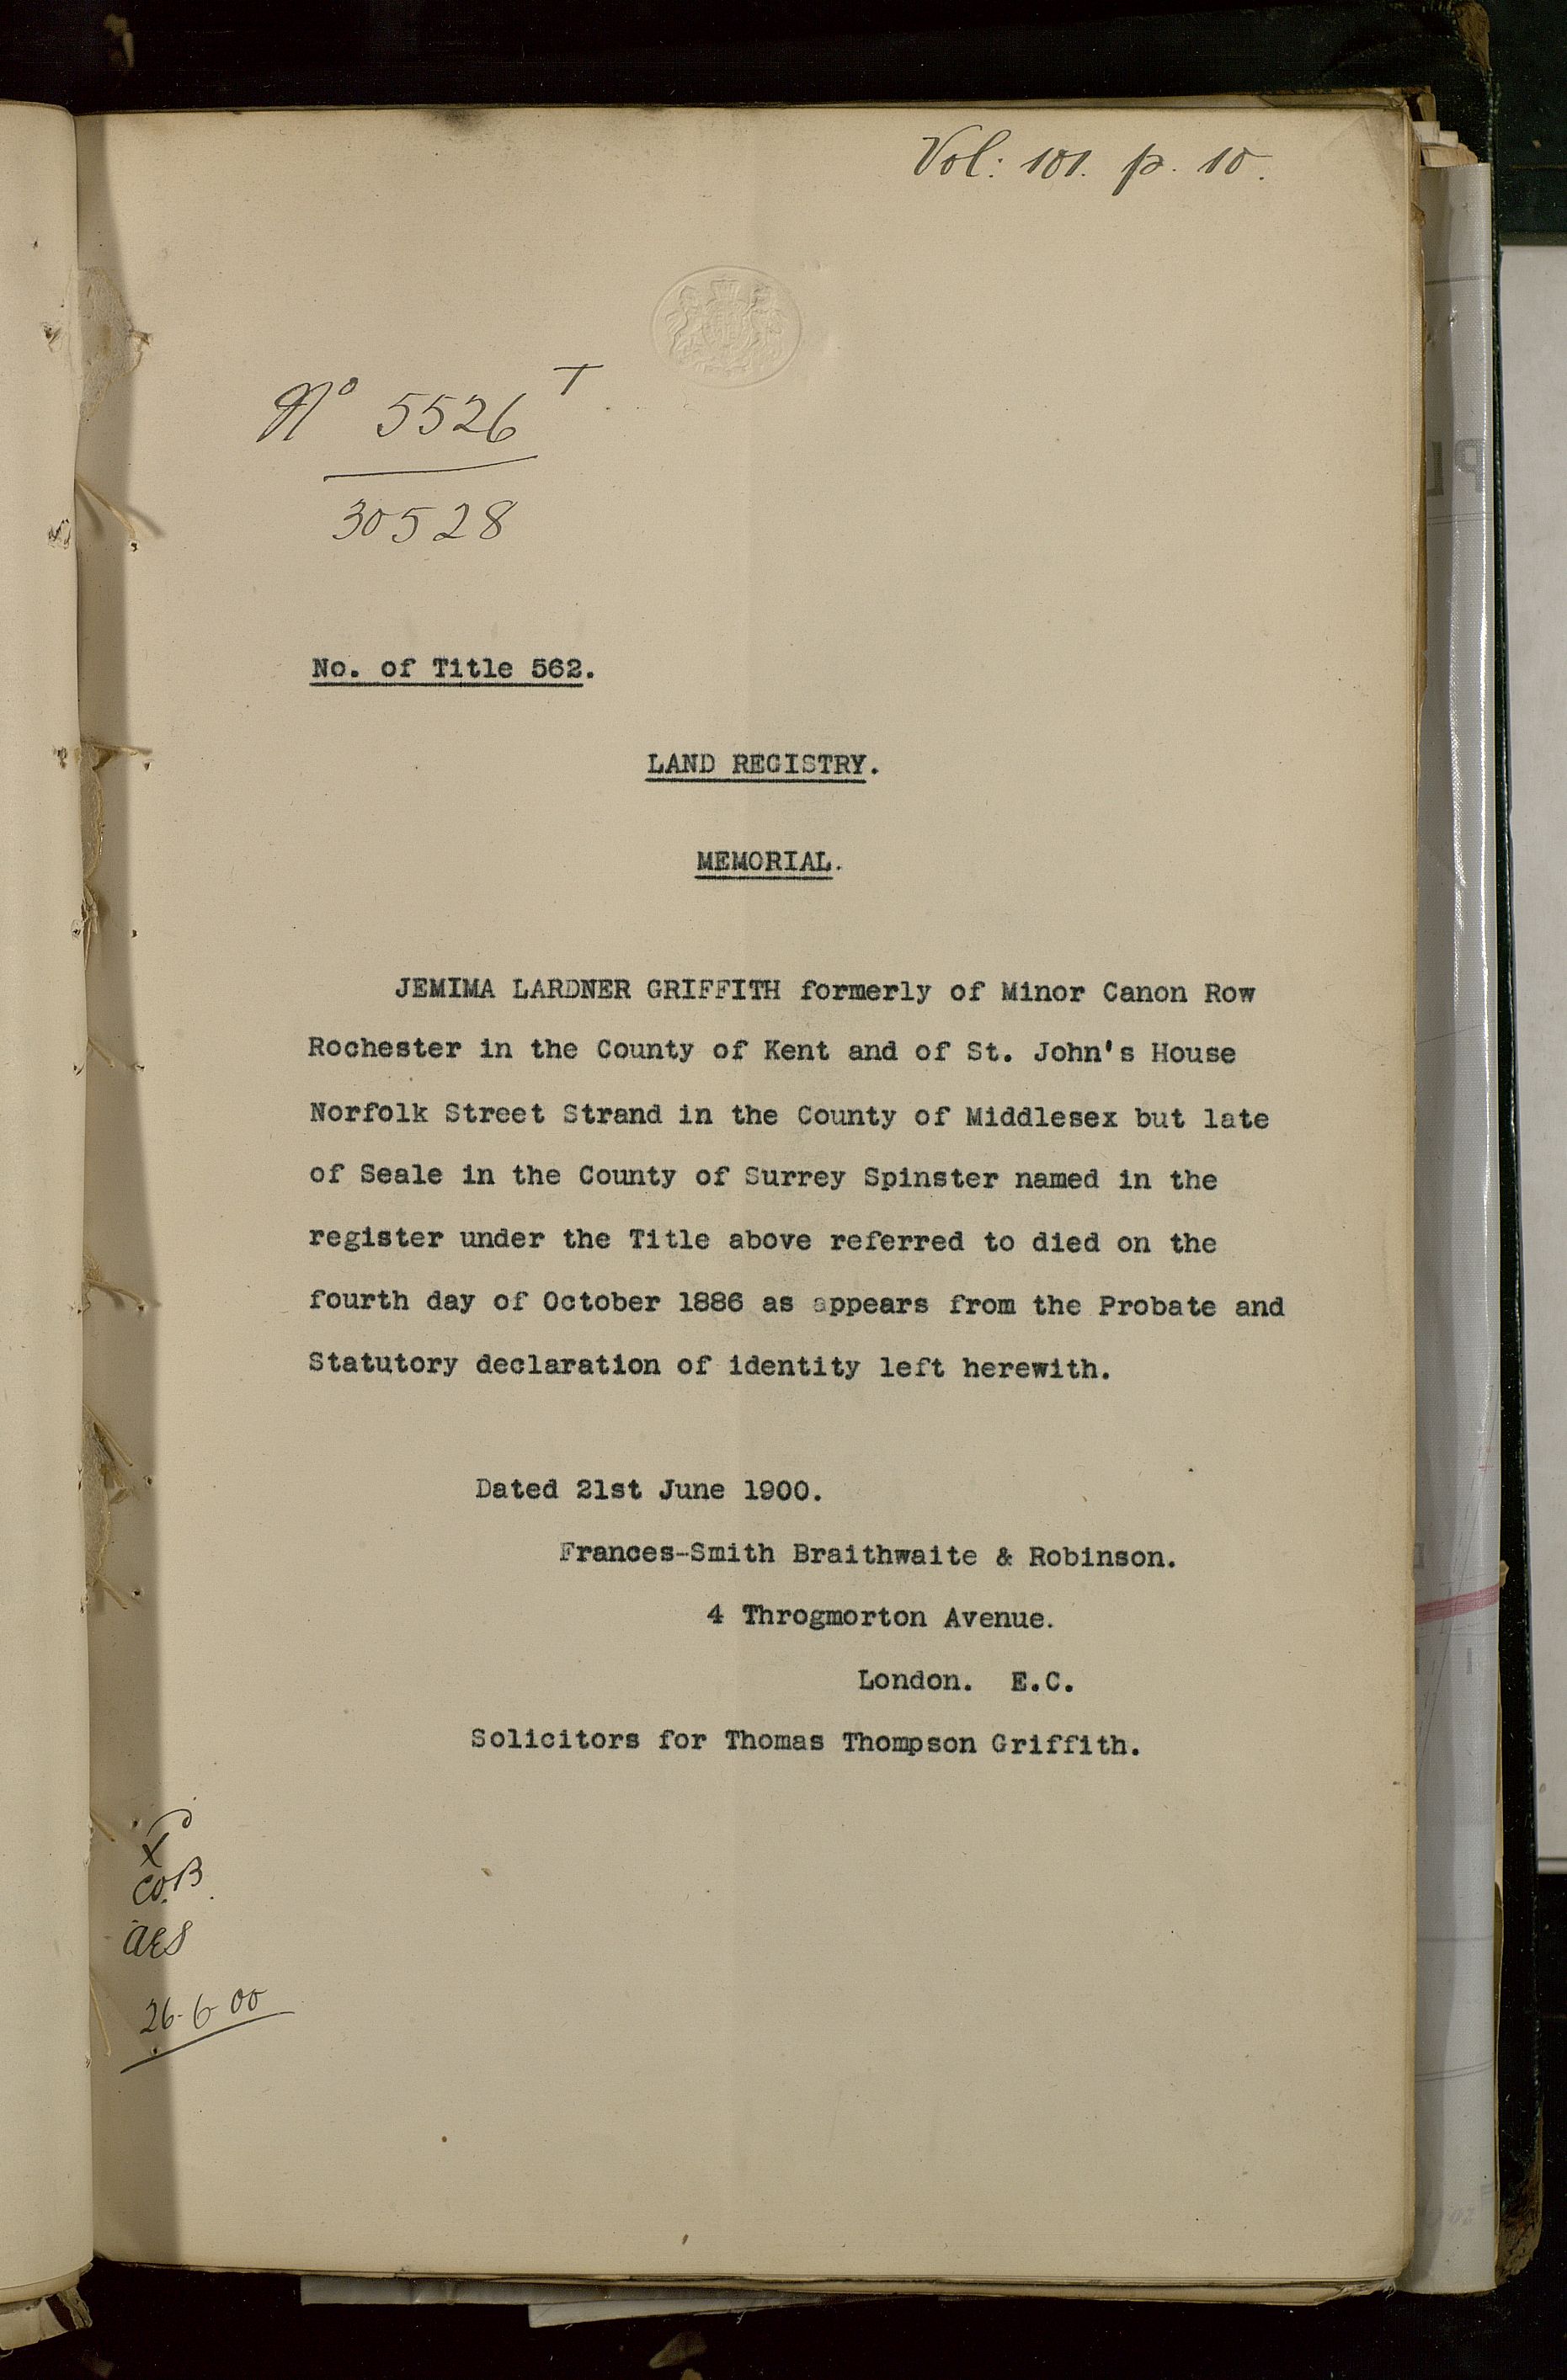 Vol: 101. p. 10.
No 5526 T
30528
No. of Title 562.
LAND REGISTRY.
MEMORIAL.
JEMIMA LARDNER GRIFFITH formerly of Minor Canon Row
Rochester in the County of Kent and of St. John's House
Norfolk Street Strand in the County of Middlesex but late
of Seale in the County of Surrey Spinster named in the
register under the Title above referred to died on the
fourth day of October 1886 as appears from the Probate and
Statutory declaration of identity left herewith.
Dated 21st June 1900.
Frances-Smith Braithwaite & Robinson.
4 Throgmorton Avenue.
London. E.C.
Solicitors for Thomas Thompson Griffith.
AES
26-6-00